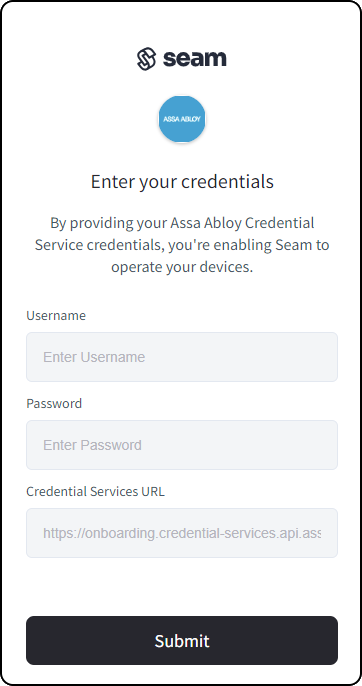 seam
ASSA ABLOY
Enter your credentials
By providing your Assa Abloy Credential
Service credentials, you're enabling Seam to
operate your devices.
Username
Enter Username
Password
Enter Password
Credential Services URL
https://onboarding.credential-services.api.ass
Submit